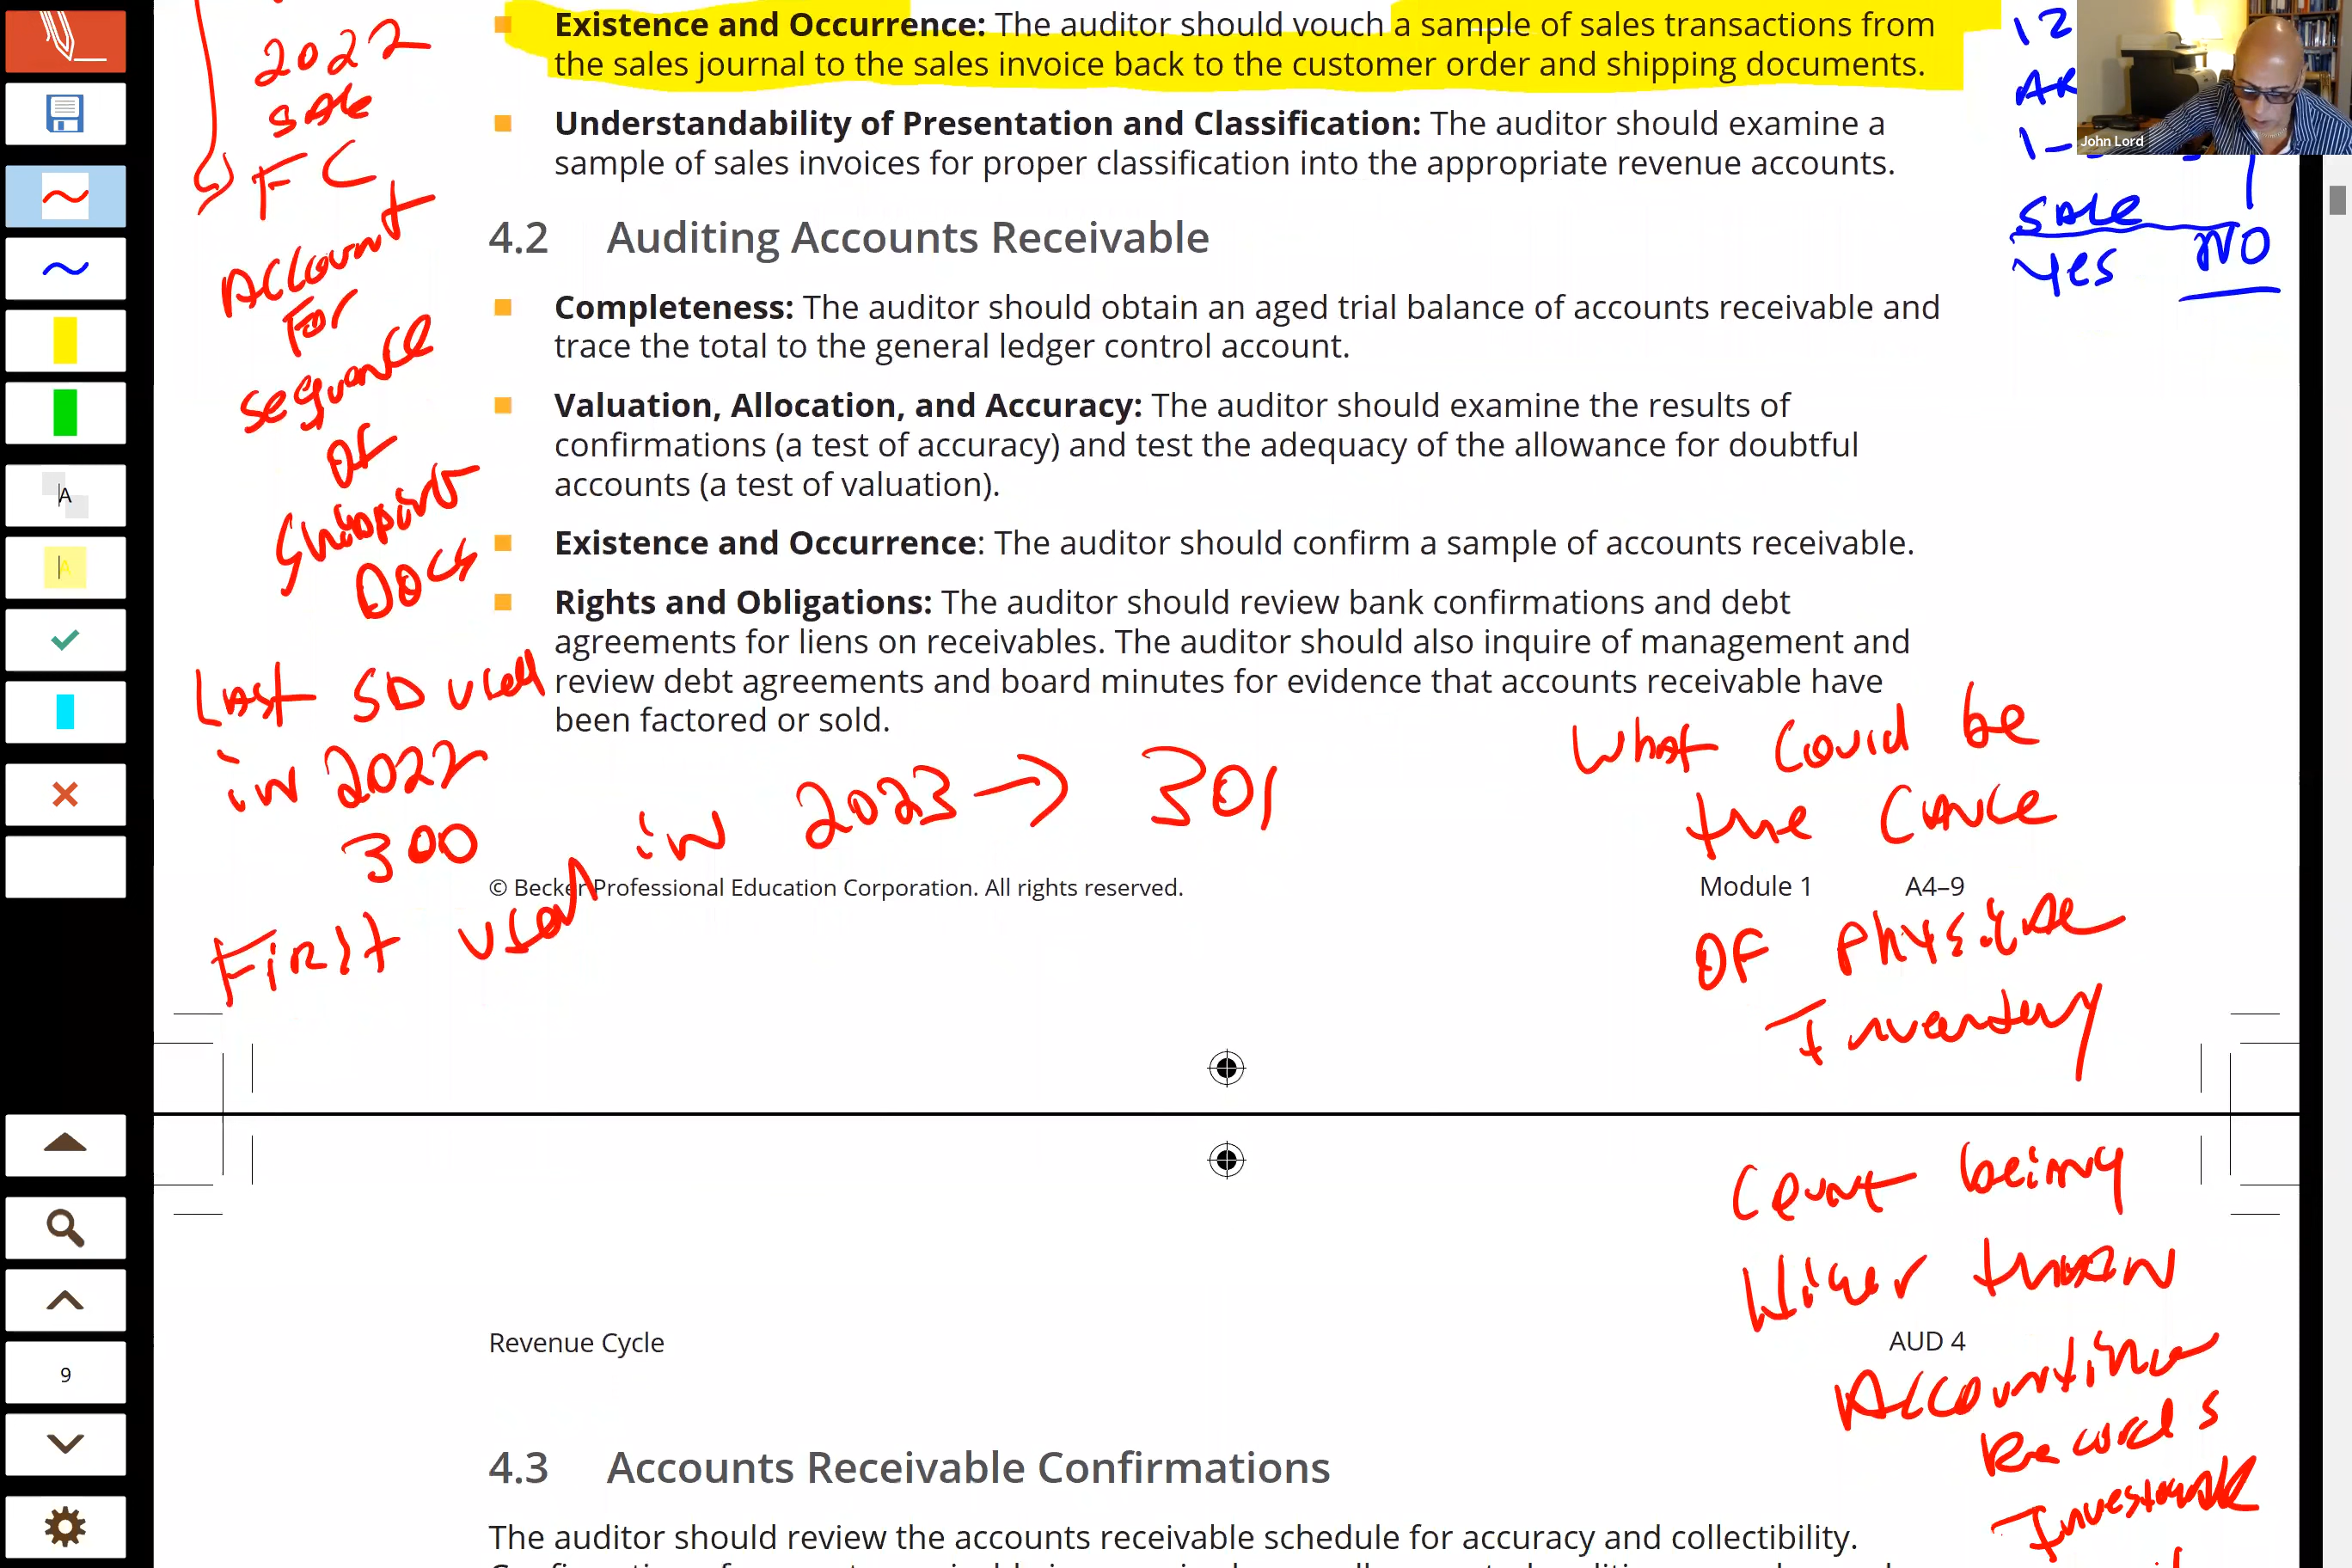 Existence and Occurrence: The auditor should vouch a sample of sales transactions from
the sales journal to the sales invoice back to the customer order and shipping documents.
Understandability of Presentation and Classification: The auditor should examine a
sample of sales invoices for proper classification into the appropriate revenue accounts.
4.2 Auditing Accounts Receivable
Completeness: The auditor should obtain an aged trial balance of accounts receivable and
trace the total to the general ledger control account.
Valuation, Allocation, and Accuracy: The auditor should examine the results of
confirmations (a test of accuracy) and test the adequacy of the allowance for doubtful
accounts (a test of valuation).
Existence and Occurrence: The auditor should confirm a sample of accounts receivable.
Rights and Obligations: The auditor should review bank confirmations and debt
agreements for liens on receivables. The auditor should also inquire of management and
review debt agreements and board minutes for evidence that accounts receivable have
been factored or sold.
2022
sale
FC
Account
For
sequence
OF
Docs
Last SD used
in 2022
300
First used in 2023 → 301
12
AR
John Lord
SALE
Yes NO
What could be
the
© Becker Professional Education Corporation. All rights reserved.
Module 1 A4–9
OF Physical
Inventory
Count being
Higer than
Accounting
Records
Revenue Cycle
AUD 4
4.3 Accounts Receivable Confirmations
The auditor should review the accounts receivable schedule for accuracy and collectibility.
A
A
9